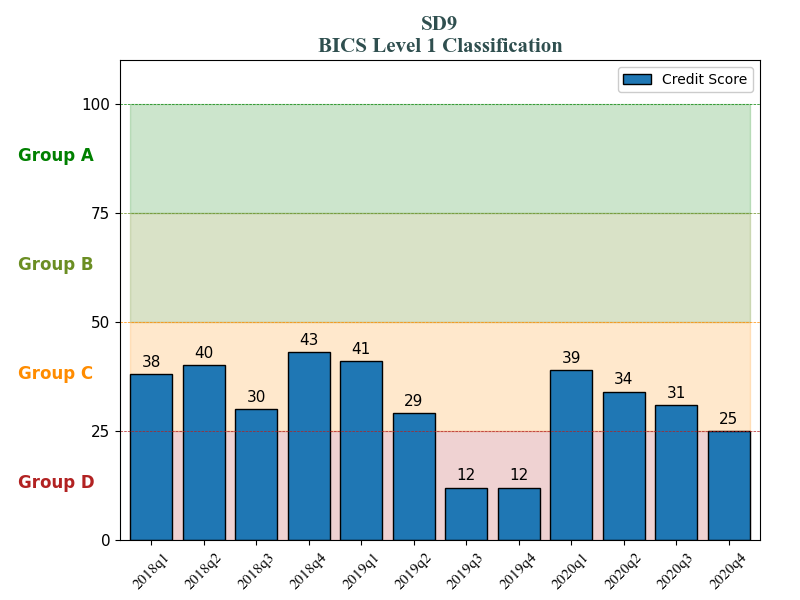 SD9
BICS Level 1 Classification
Credit Score
100
Group A
75
Group B
50
Group C
25
Group D
0
38
40
30
43
41
29
12
12
39
34
31
25
2018q1
2018q2
2018q3
2018q4
2019q1
2019q2
2019q3
2019q4
2020q1
2020q2
2020q3
2020q4